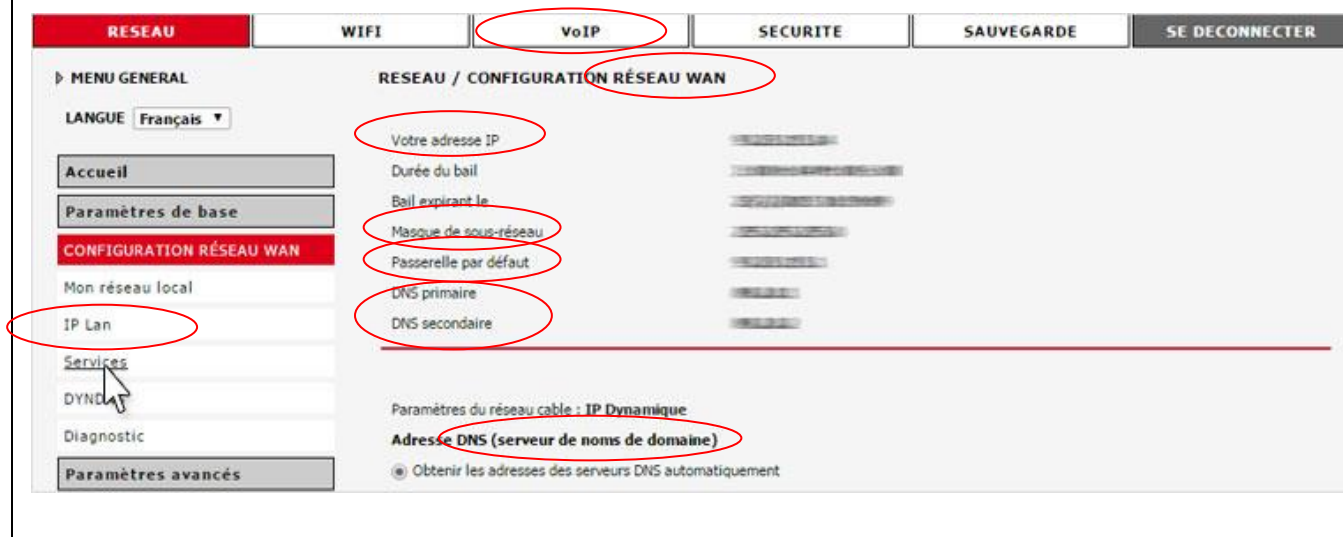 RESEAU WIFI VoIP SECURITE SAUVEGARDE SE DECONNECTER
MENU GENERAL
LANGUE Français
Accueil
Paramètres de base
CONFIGURATION RÉSEAU WAN
Mon réseau local
IP Lan
Services
DYND
Diagnostic
Paramètres avancés
RESEAU / CONFIGURATION RÉSEAU WAN
Votre adresse IP
Durée du bail
Bail expirant le
Masque de sous-réseau
Passerelle par défaut
DNS primaire
DNS secondaire
Paramètres du réseau cable : IP Dynamique
Adresse DNS (serveur de noms de domaine)
Obtenir les adresses des serveurs DNS automatiquement